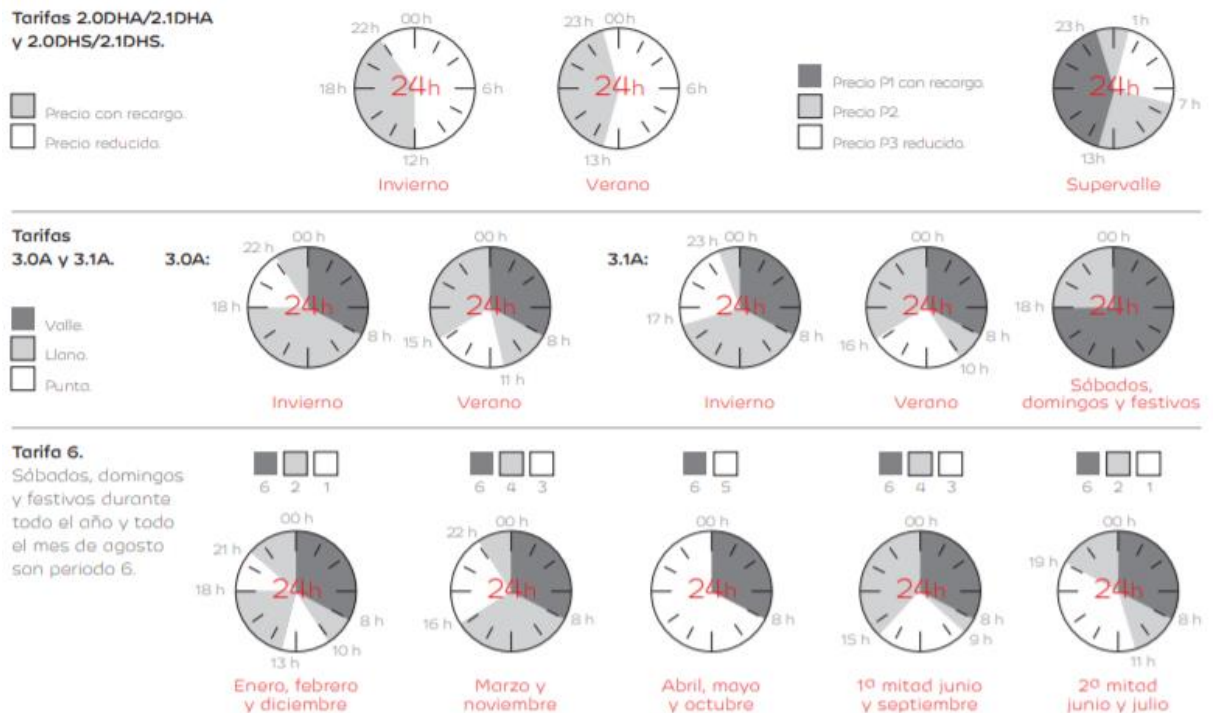 Tarifas 2.0DHA/2.1DHA
y 2.0DHS/2.1DHS.
Precio con recargo.
Precio reducido.
00 h
22 h
18 h
24h
6 h
12 h
Invierno
23 h
00 h
24h
6 h
13 h
Verano
Precio P1 con recargo.
Precio P2.
Precio P3 reducido.
23 h
1 h
24h
7 h
13 h
Supervalle
Tarifas
3.0A y 3.1A.
Valle.
Llano.
Punta.
3.0A:
00 h
22 h
18 h
24h
8 h
Invierno
00 h
24h
15 h
8 h
11 h
Verano
3.1A:
23 h
00 h
24h
17 h
8 h
Invierno
00 h
24h
16 h
8 h
10 h
Verano
00 h
18 h
24h
8 h
Sábados,
domingos y festivos
Tarifa 6.
Sábados, domingos
y festivos durante
todo el año y todo
el mes de agosto
son periodo 6.
6 2 1
00 h
21 h
18 h
24h
8 h
10 h
13 h
Enero, febrero
y diciembre
6 4 3
00 h
22 h
24h
16 h
8 h
Marzo y
noviembre
6 5
00 h
24h
8 h
Abril, mayo
y octubre
6 4 3
00 h
24h
15 h
8 h
9 h
1ª mitad junio
y septiembre
6 2 1
00 h
19 h
24h
8 h
11 h
2ª mitad
junio y julio